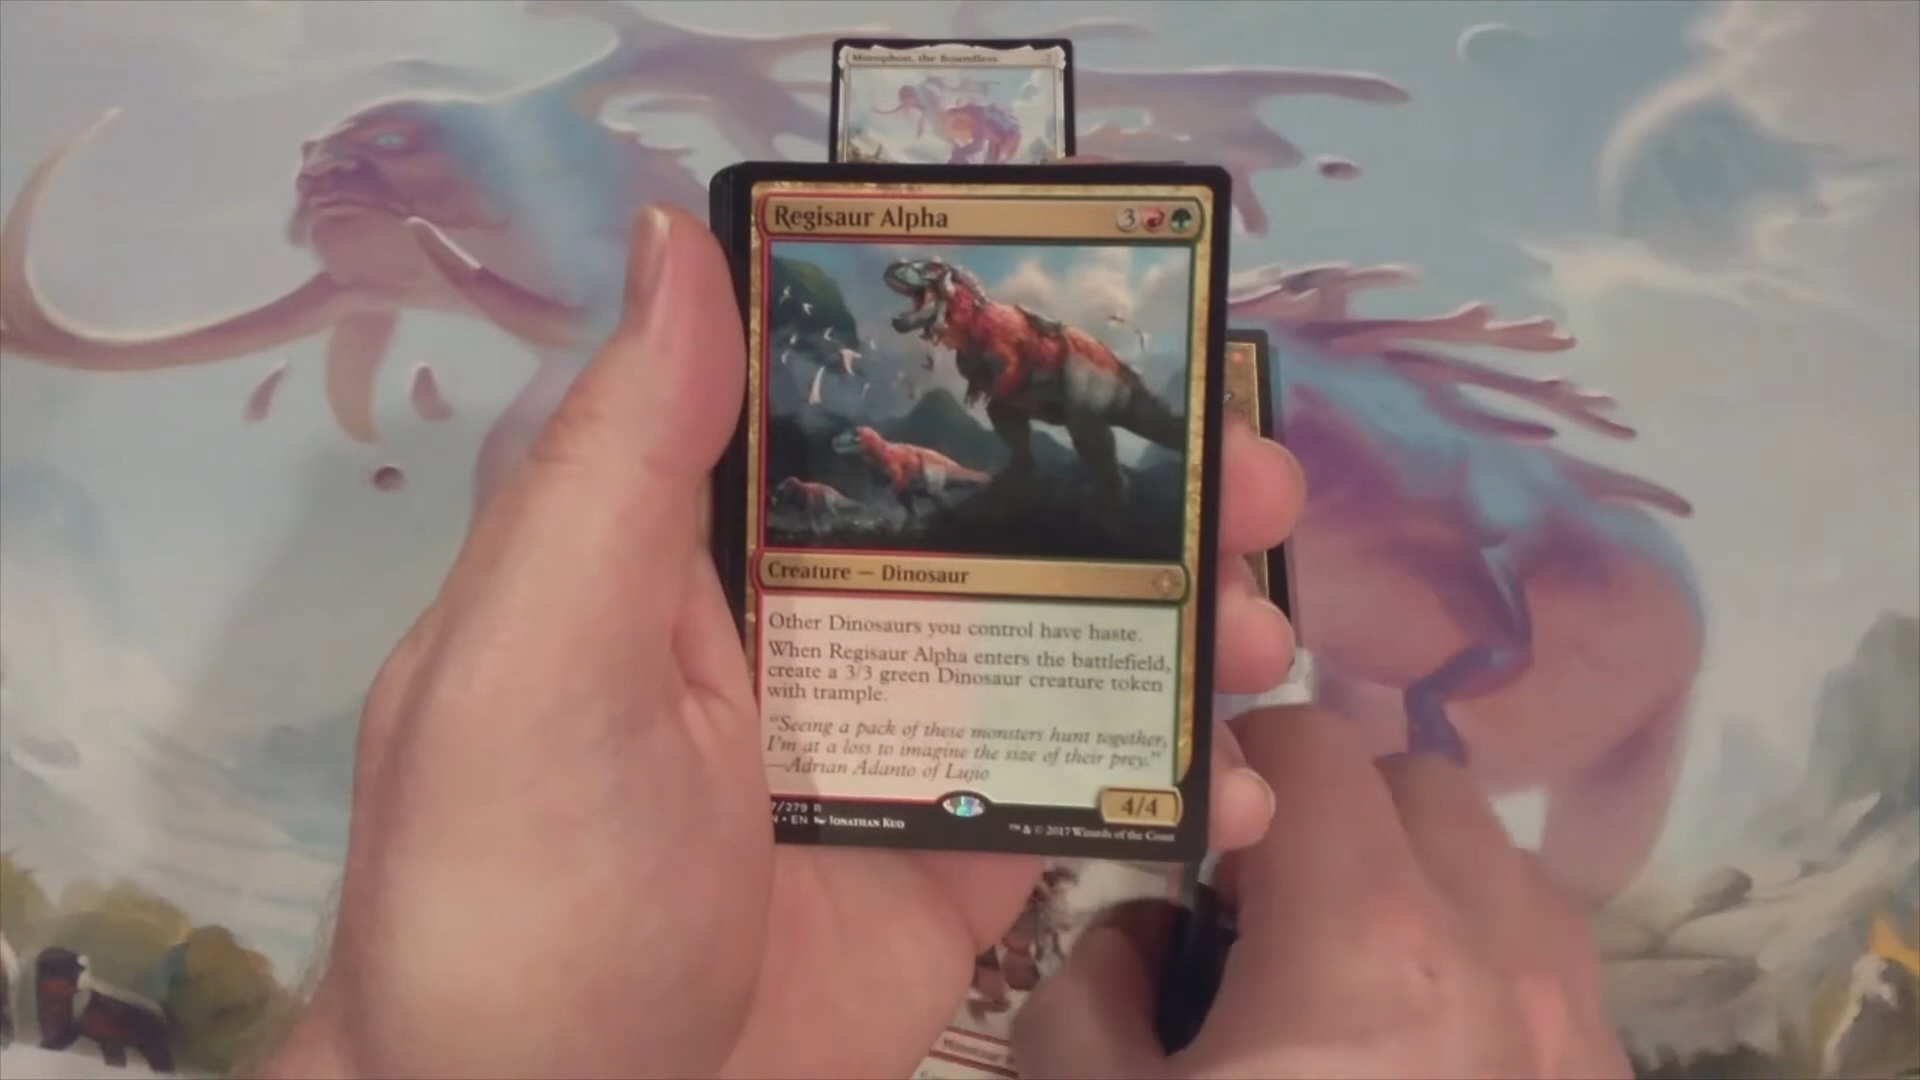 Morophon, the Boundless
Regisaur Alpha
3
Creature — Dinosaur
Other Dinosaurs you control have haste.
When Regisaur Alpha enters the battlefield,
create a 3/3 green Dinosaur creature token
with trample.
"Seeing a pack of these monsters hunt together,
I'm at a loss to imagine the size of their prey."
—Adrian Adanto of Lujio
4/4
7/279 R
N • EN Jonathan Kuo
™ & © 2017 Wizards of the Coast